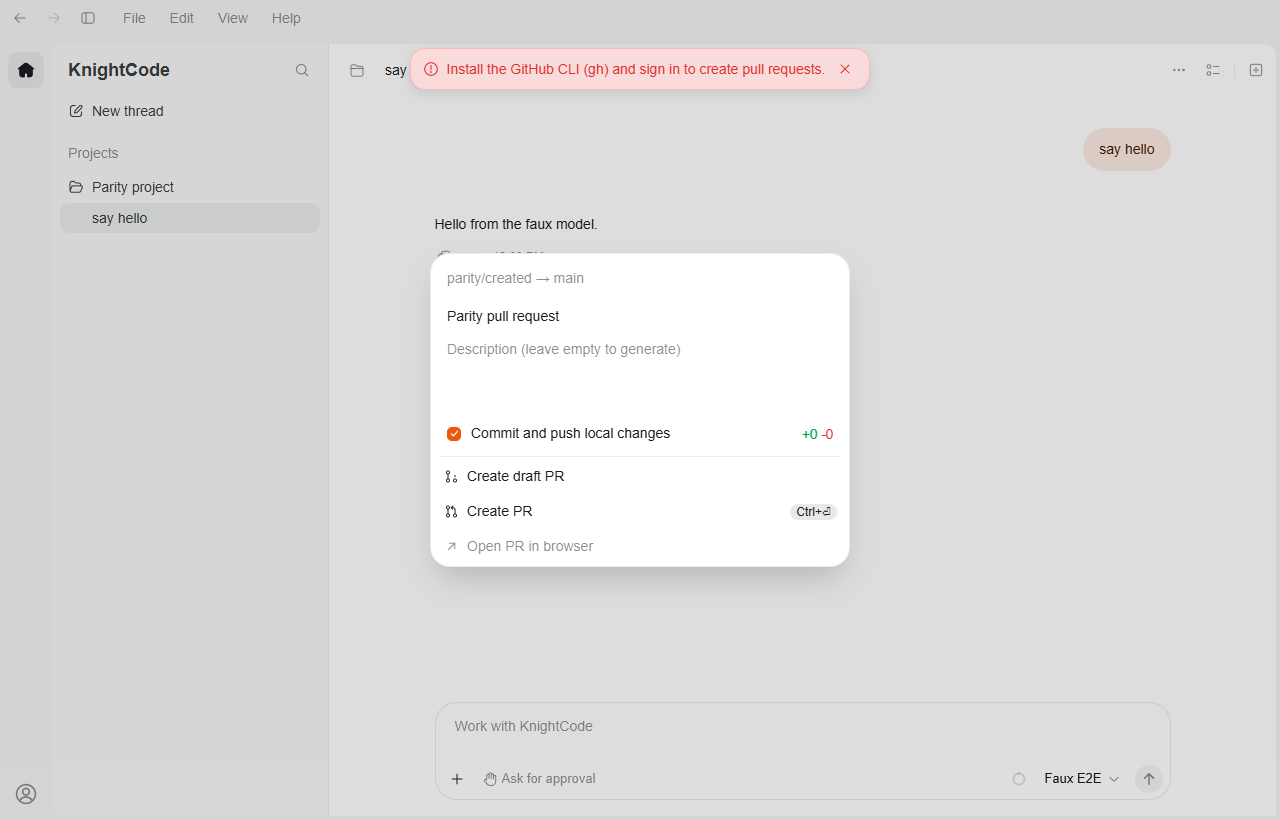 File Edit View Help
KnightCode
New thread
Projects
Parity project
say hello
say
Install the GitHub CLI (gh) and sign in to create pull requests.
say hello
Hello from the faux model.
parity/created → main
Parity pull request
Description (leave empty to generate)
Commit and push local changes +0 -0
Create draft PR
Create PR Ctrl+⏎
Open PR in browser
Work with KnightCode
Ask for approval Faux E2E